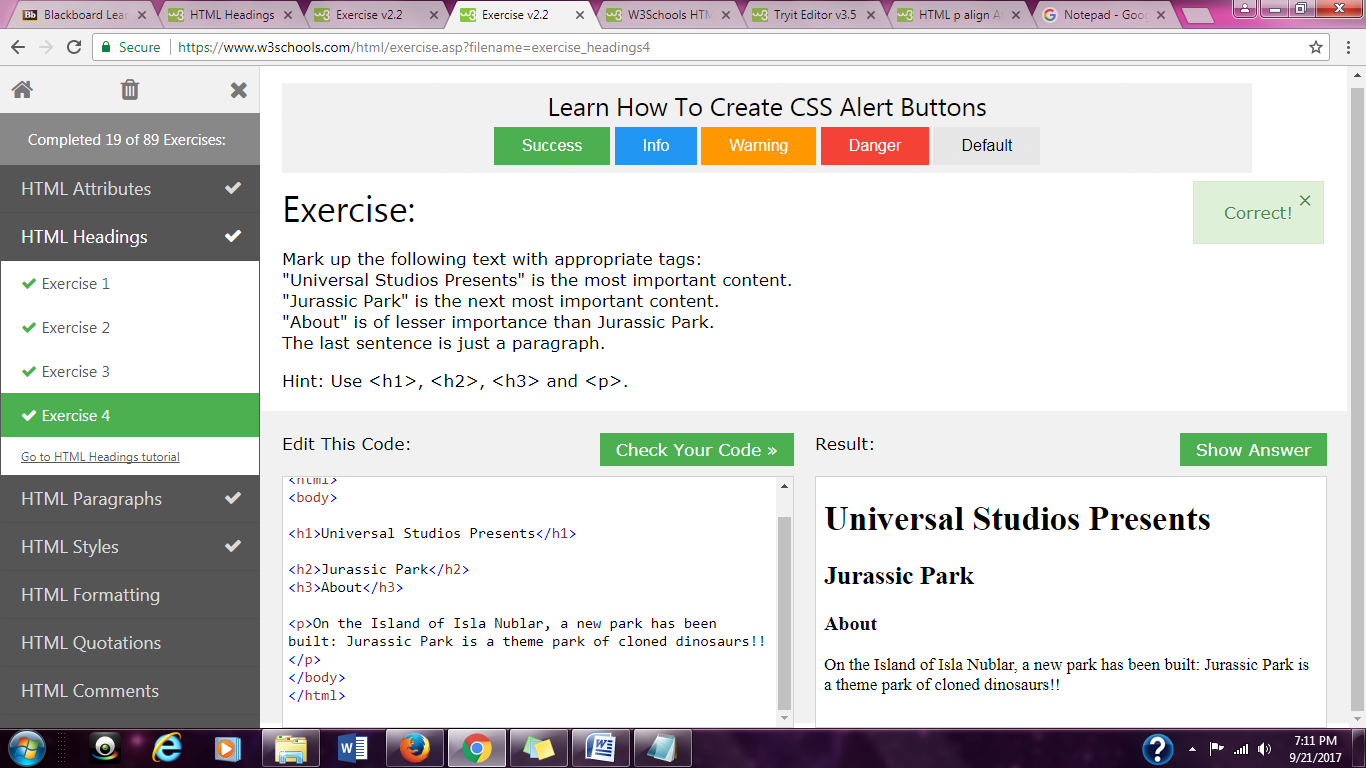 Blackboard Lear
HTML Headings
Exercise v2.2
Exercise v2.2
W3Schools HTM
Tryit Editor v3.5
HTML p align At
Notepad - Goo
Secure
https://www.w3schools.com/html/exercise.asp?filename=exercise_headings4
Completed 19 of 89 Exercises:
HTML Attributes
HTML Headings
Exercise 1
Exercise 2
Exercise 3
Exercise 4
Go to HTML Headings tutorial
HTML Paragraphs
HTML Styles
HTML Formatting
HTML Quotations
HTML Comments
Learn How To Create CSS Alert Buttons
Success Info Warning Danger Default
Exercise:
Correct! ×
Mark up the following text with appropriate tags:
"Universal Studios Presents" is the most important content.
"Jurassic Park" is the next most important content.
"About" is of lesser importance than Jurassic Park.
The last sentence is just a paragraph.
Hint: Use <h1>, <h2>, <h3> and <p>.
Edit This Code:
Check Your Code »
<html>
<body>
<h1>Universal Studios Presents</h1>
<h2>Jurassic Park</h2>
<h3>About</h3>
<p>On the Island of Isla Nublar, a new park has been
built: Jurassic Park is a theme park of cloned dinosaurs!!
</p>
</body>
</html>
Result:
Show Answer
Universal Studios Presents
Jurassic Park
About
On the Island of Isla Nublar, a new park has been built: Jurassic Park is
a theme park of cloned dinosaurs!!
7:11 PM
9/21/2017